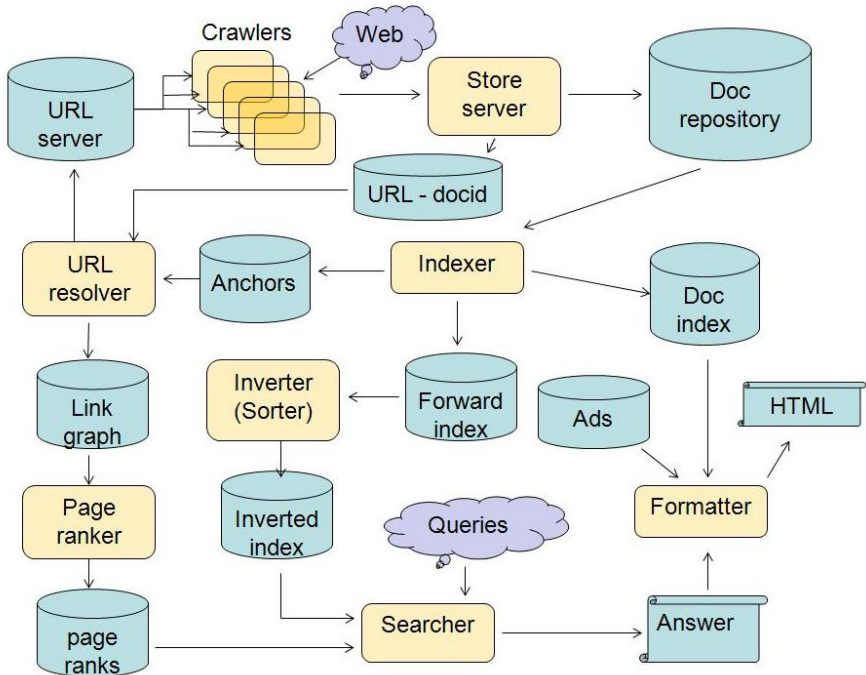 Crawlers
Web
URL
server
Store
server
Doc
repository
URL - docid
URL
resolver
Anchors
Indexer
Doc
index
Link
graph
Inverter
(Sorter)
Forward
index
Ads
HTML
Page
ranker
Inverted
index
Queries
Formatter
page
ranks
Searcher
Answer